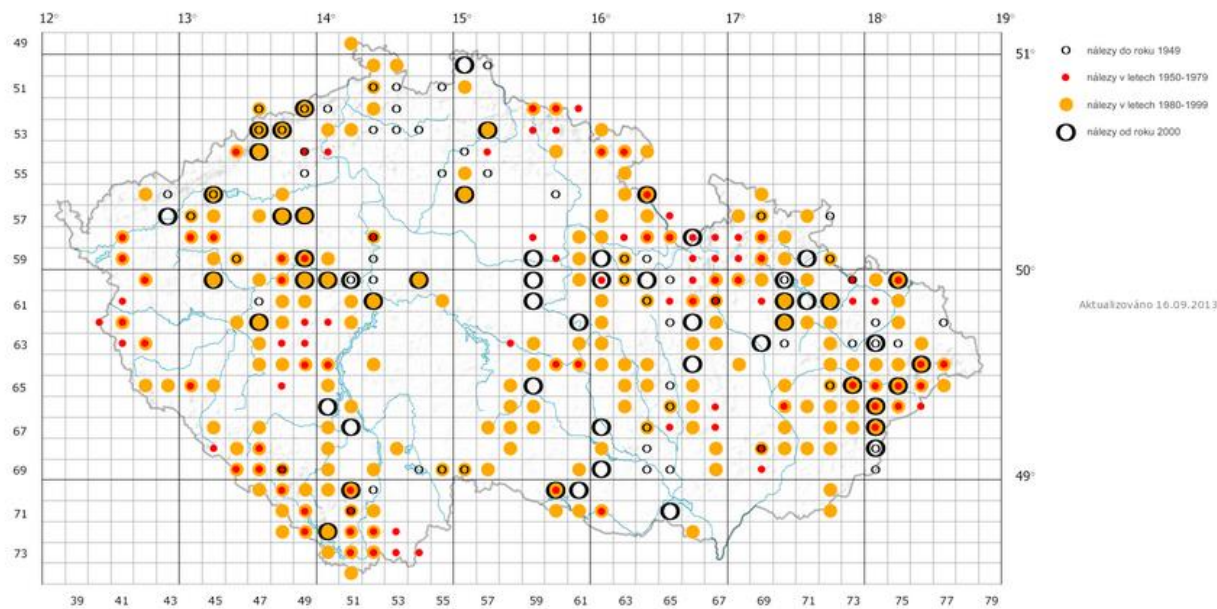 12° 13° 14° 15° 16° 17° 18° 19°
49
51° nálezy do roku 1949
51
nálezy v letech 1950-1979
nálezy v letech 1980-1999
53
nálezy od roku 2000
55
57
59
50°
61
Aktualizováno 16.09.2013
63
65
67
69
49°
71
73
39 41 43 45 47 49 51 53 55 57 59 61 63 65 67 69 71 73 75 77 79